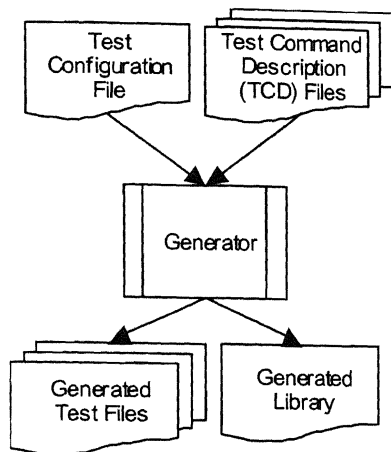 Test
Configuration
File
Test Command
Description
(TCD) Files
Generator
Generated
Test Files
Generated
Library